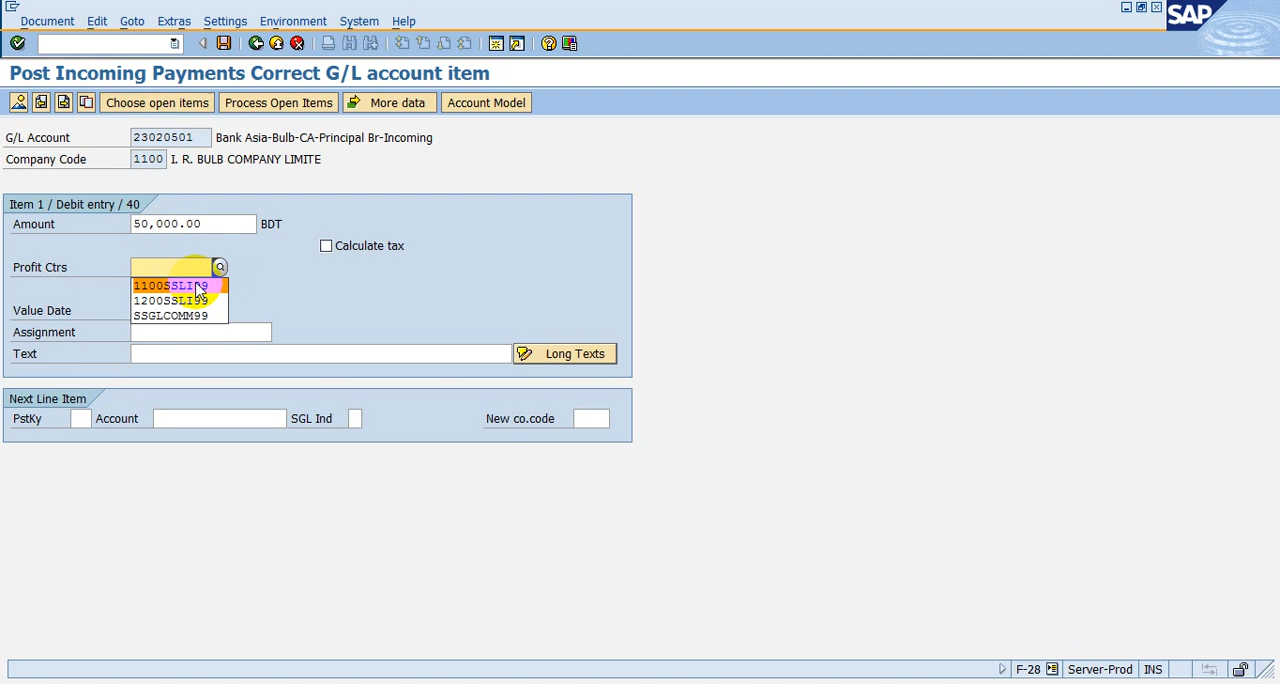 Document Edit Goto Extras Settings Environment System Help
SAP
Post Incoming Payments Correct G/L account item
Choose open items Process Open Items More data Account Model
G/L Account 23020501 Bank Asia-Bulb-CA-Principal Br-Incoming
Company Code 1100 I. R. BULB COMPANY LIMITE
Item 1 / Debit entry / 40
Amount 50,000.00 BDT
Calculate tax
Profit Ctrs
1100SSLI99
1200SSLI99
SSGLCOMM99
Value Date
Assignment
Text Long Texts
Next Line Item
PstKy Account SGL Ind New co.code
F-28 Server-Prod INS